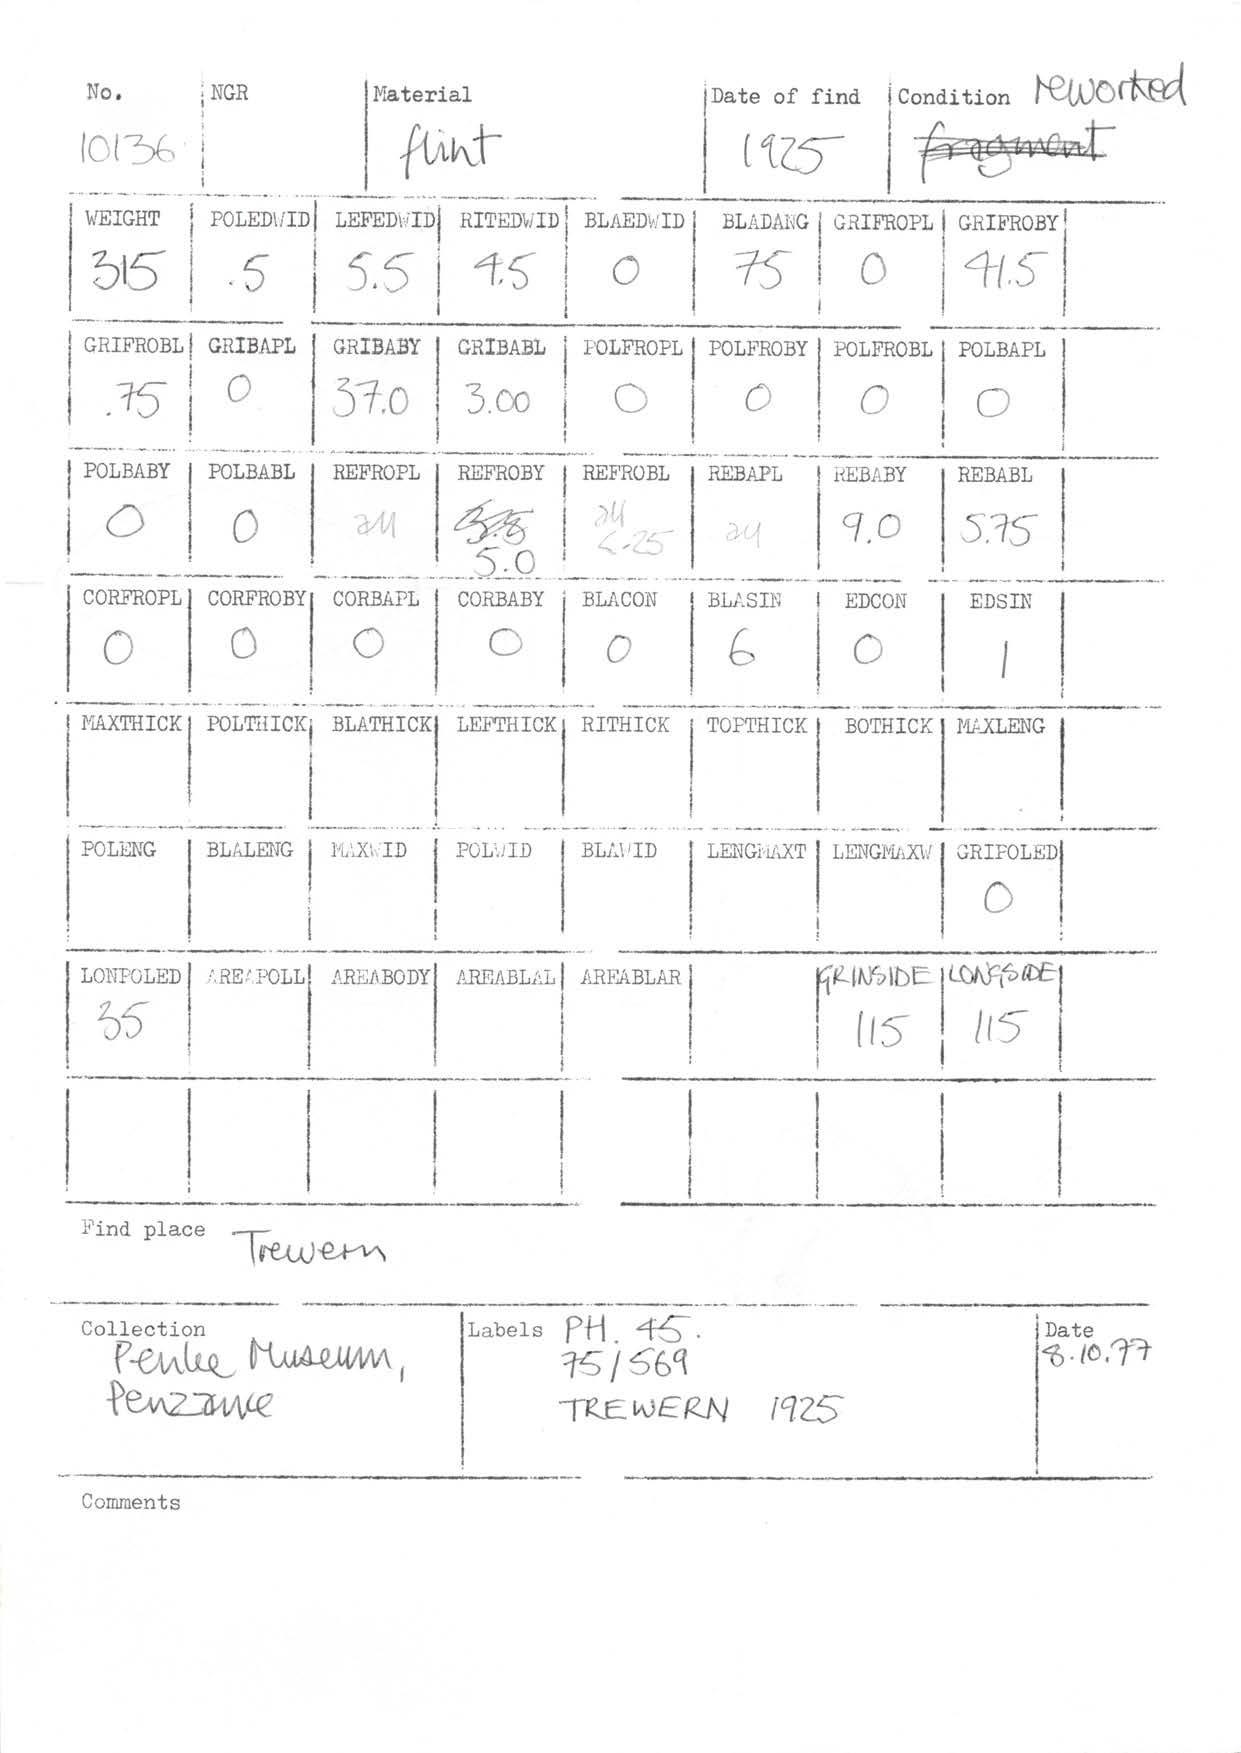 No. NGR Material Date of find Condition reworked
10136 flint 1925 fragment
WEIGHT POLEDWID LEFEDWID RITEDWID BLAEDWID BLADANG GRIFROPL GRIFROBY
315 .5 5.5 4.5 0 75 0 41.5
GRIFROBL GRIBAPL GRIBABY GRIBABL POLFROPL POLFROBY POLFROBL POLBAPL
.75 0 37.0 3.00 0 0 0 0
POLBABY POLBABL REFROPL REFROBY REFROBL REBAPL REBABY REBABL
0 0 all all all 9.0 5.75
5.0 <.25
CORFROPL CORFROBY CORBAPL CORBABY BLACON BLASIN EDCON EDSIN
0 0 0 0 0 6 0 1
MAXTHICK POLTHICK BLATHICK LEFTHICK RITHICK TOPTHICK BOTHICK MAXLENG
POLENG BLALENG MAXWID POLWID BLAWID LENGMAXT LENGMAXW GRIPOLED
0
LONPOLED AREAPOLL AREABODY AREABLAL AREABLAR GRINSIDE LONGSIDE
35 115 115
Find place Trewern
Collection Labels PH. 45. Date
Penlee Museum, 75/569 8.10.77
Penzance TREWERN 1925
Comments